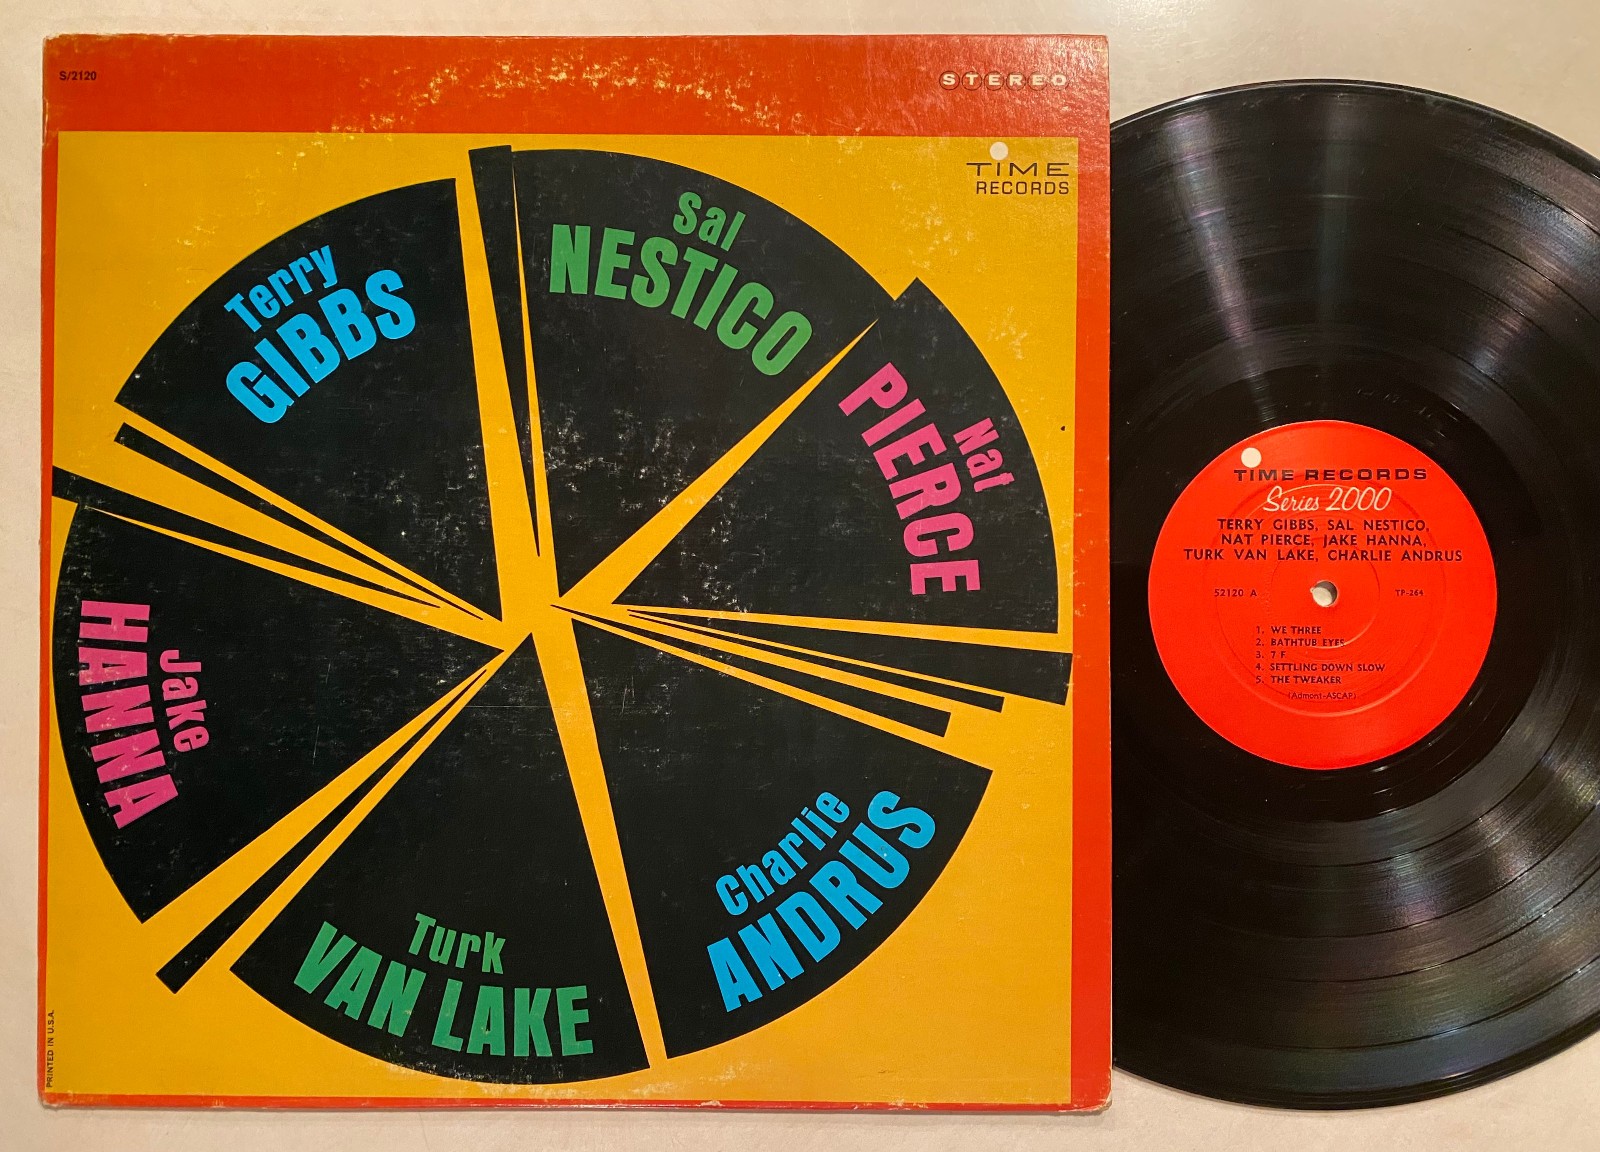 S/2120
STEREO
TIME
RECORDS
Terry
GIBBS
Sal
NESTICO
Nat
PIERCE
Jake
HANNA
Turk
VAN LAKE
Charlie
ANDRUS
PRINTED IN U.S.A.
TIME RECORDS
Series 2000
TERRY GIBBS, SAL NESTICO,
NAT PIERCE, JAKE HANNA,
TURK VAN LAKE, CHARLIE ANDRUS
52120 A
TP-264
1. WE THREE
2. BATHTUB EYES
3. 7 F
4. SETTLING DOWN SLOW
5. THE TWEAKER
(Admont-ASCAP)